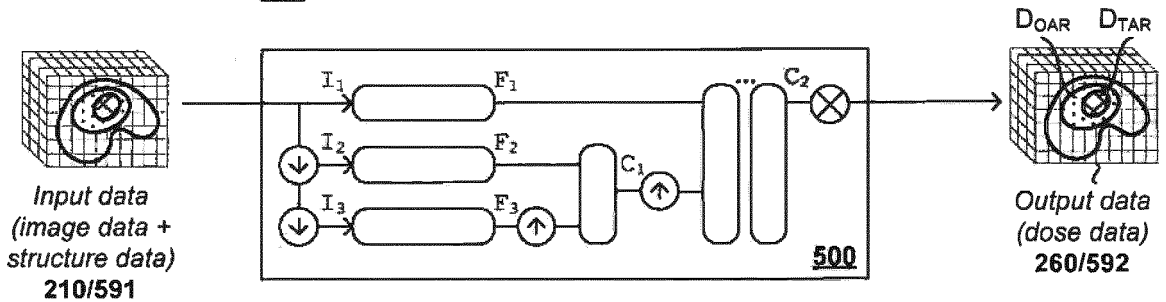 D_OAR D_TAR
I₁ F₁ ... C₂
I₂ F₂ C₁
I₃ F₃
500
Input data
(image data +
structure data)
210/591
Output data
(dose data)
260/592